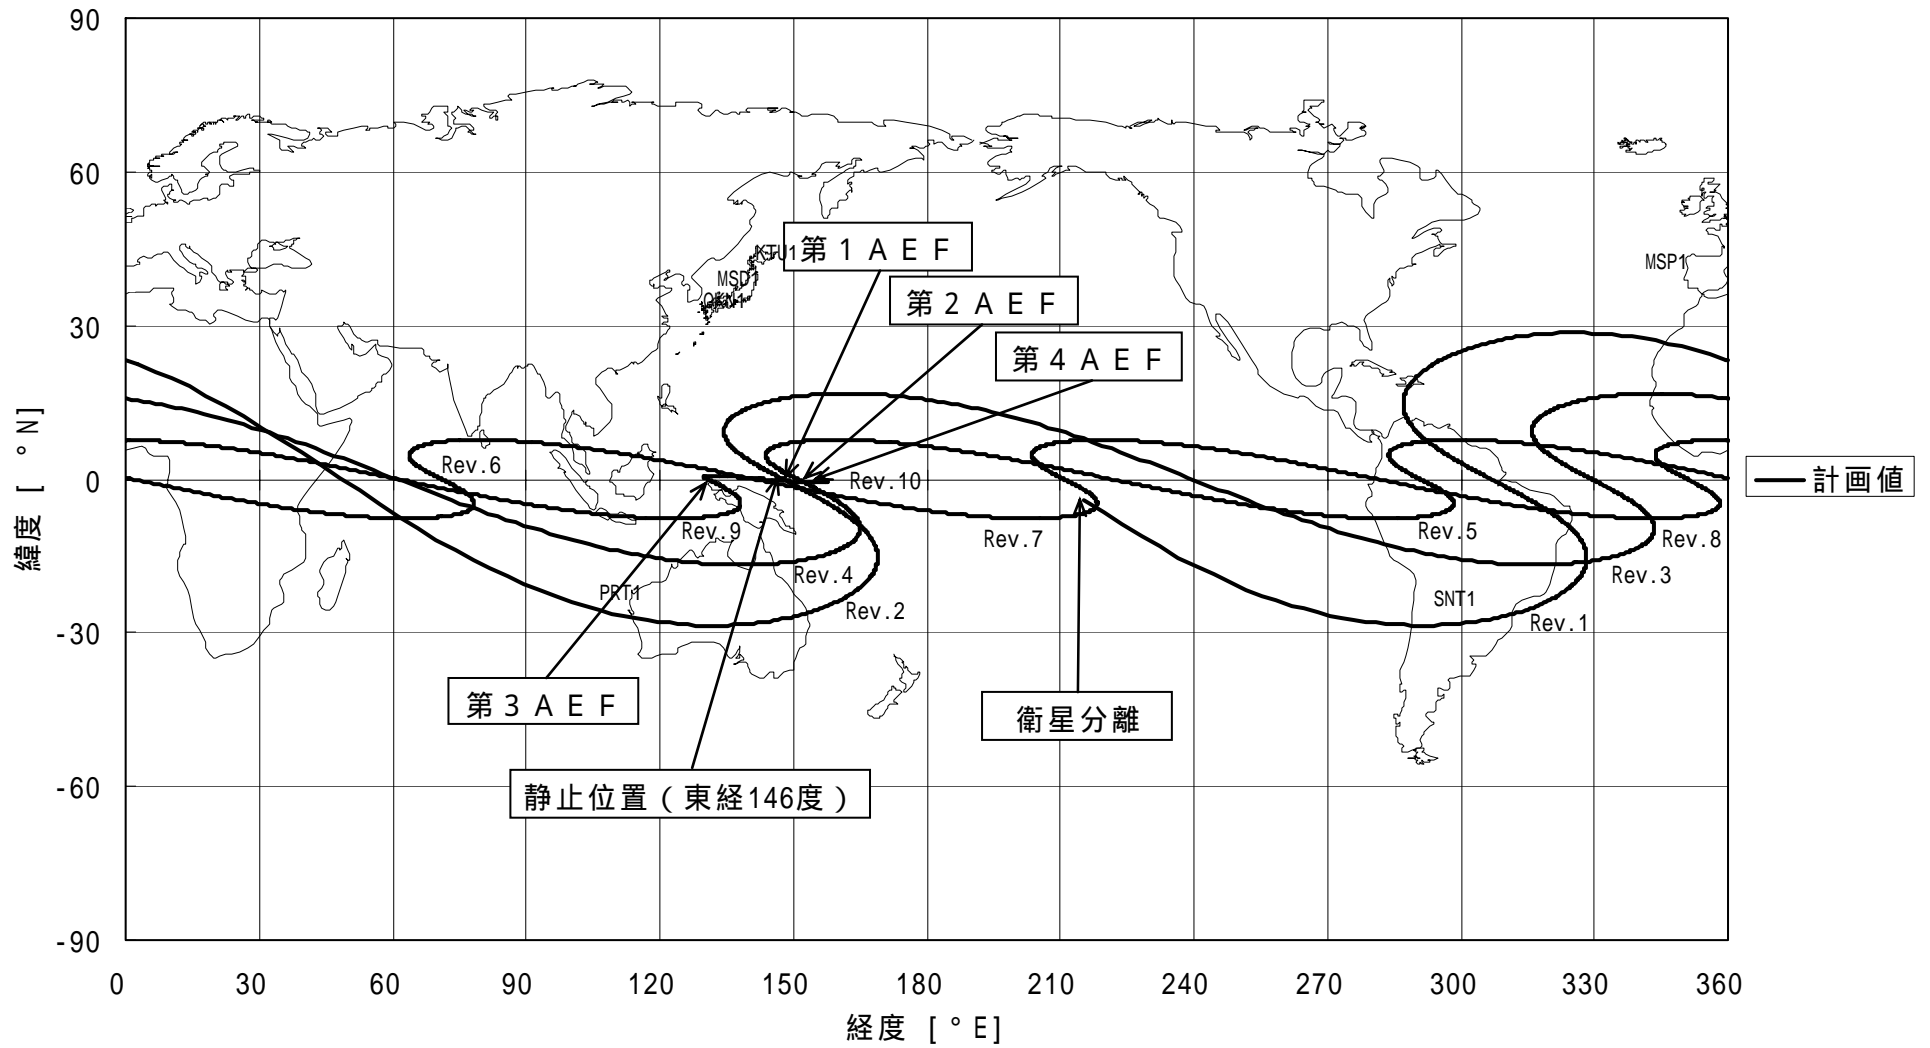 90
60
30
0
-30
-60
-90
緯度 [ °N]
0 30 60 90 120 150 180 210 240 270 300 330 360
経度 [ °E]
KTU1
MSD1
MSP1
PRT1
SNT1
第１ＡＥＦ
第２ＡＥＦ
第４ＡＥＦ
第３ＡＥＦ
静止位置（東経146度）
衛星分離
Rev.6
Rev.10
Rev.9
Rev.7
Rev.5
Rev.8
Rev.4
Rev.3
Rev.2
Rev.1
計画値